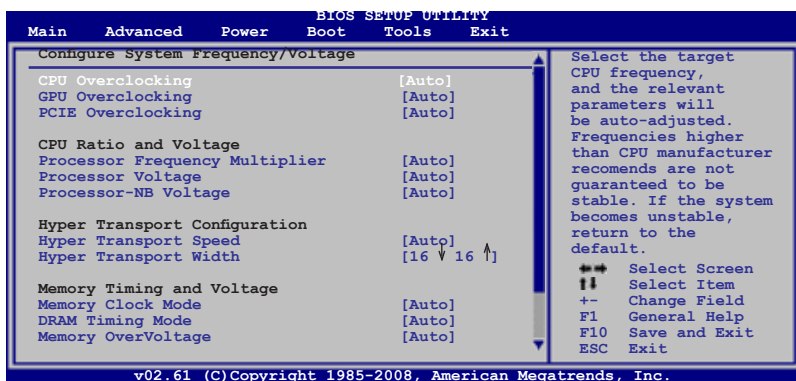 BIOS SETUP UTILITY
Main Advanced Power Boot Tools Exit
Configure System Frequency/Voltage
CPU Overclocking [Auto]
GPU Overclocking [Auto]
PCIE Overclocking [Auto]
CPU Ratio and Voltage
Processor Frequency Multiplier [Auto]
Processor Voltage [Auto]
Processor-NB Voltage [Auto]
Hyper Transport Configuration
Hyper Transport Speed [Auto]
Hyper Transport Width [16 ↓ 16 ↑]
Memory Timing and Voltage
Memory Clock Mode [Auto]
DRAM Timing Mode [Auto]
Memory OverVoltage [Auto]
Select the target
CPU frequency,
and the relevant
parameters will
be auto-adjusted.
Frequencies higher
than CPU manufacturer
recomends are not
guaranteed to be
stable. If the system
becomes unstable,
return to the
default.
←→ Select Screen
↑↓ Select Item
+- Change Field
F1 General Help
F10 Save and Exit
ESC Exit
v02.61 (C)Copyright 1985-2008, American Megatrends, Inc.